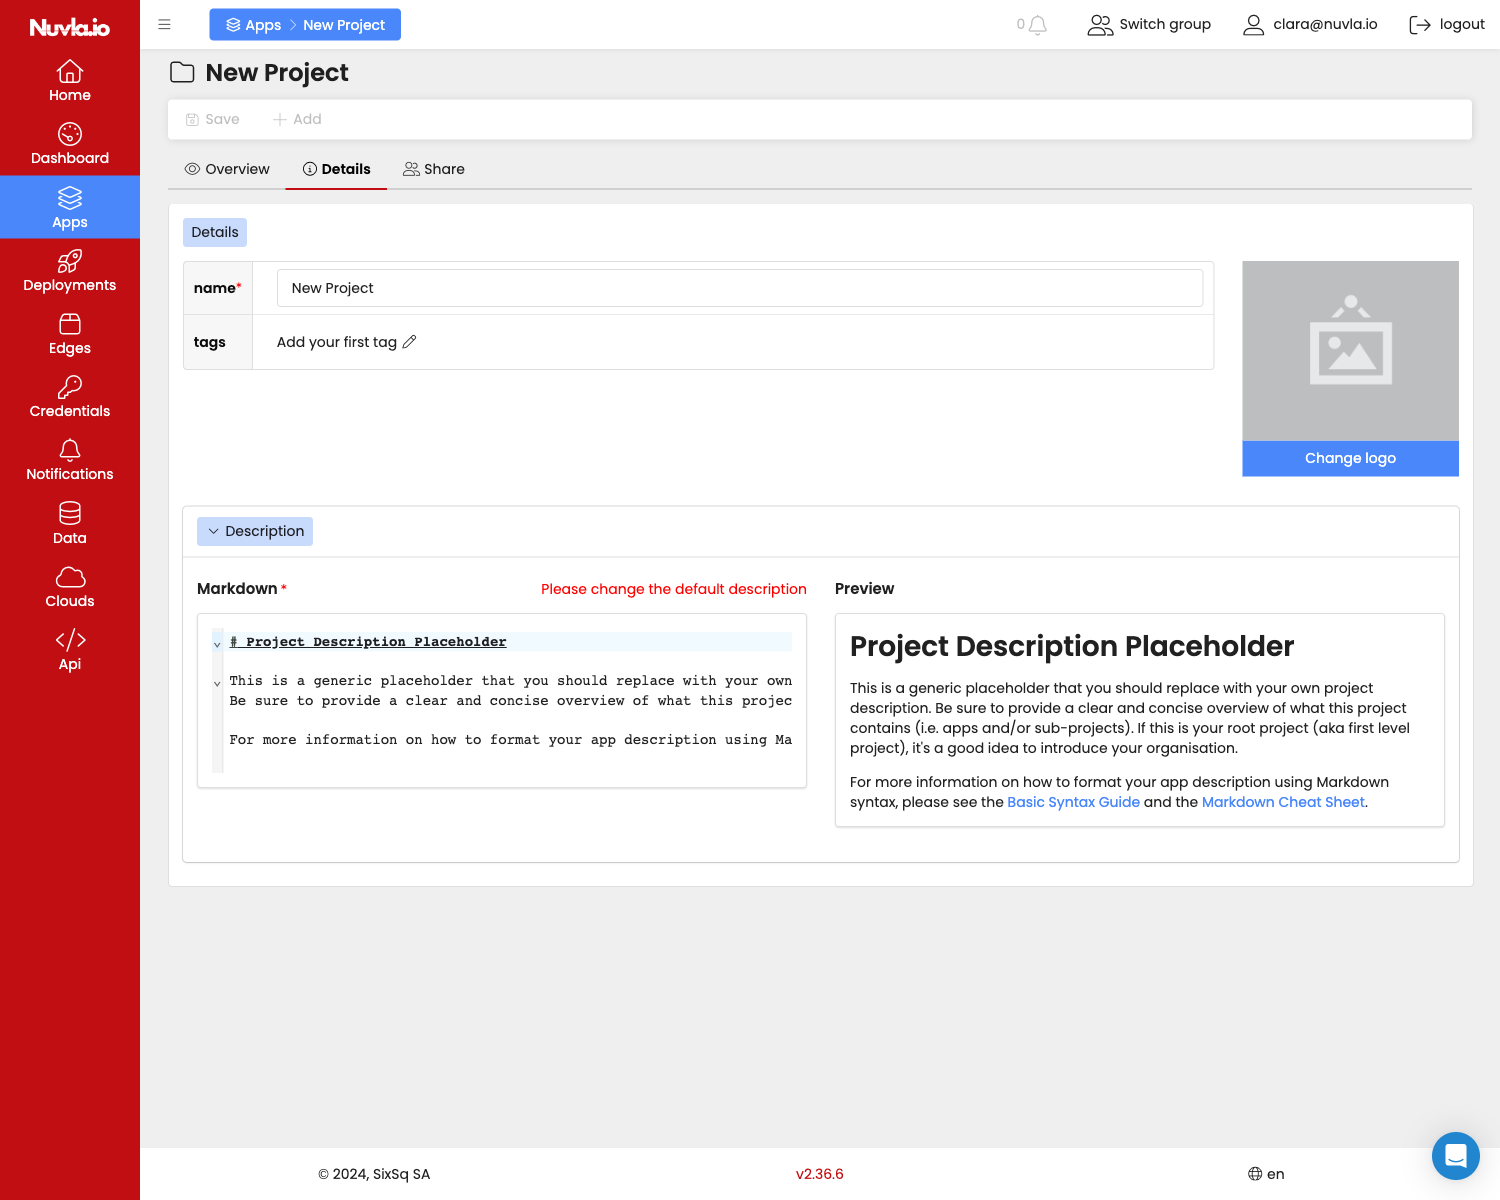 Nuvla.io
Home
Dashboard
Apps
Deployments
Edges
Credentials
Notifications
Data
Clouds
Api
Apps New Project
0
Switch group
clara@nuvla.io
logout
New Project
Save
Add
Overview
Details
Share
Details
name*
New Project
tags
Add your first tag
Change logo
Description
Markdown *
Please change the default description
# Project Description Placeholder
This is a generic placeholder that you should replace with your own
Be sure to provide a clear and concise overview of what this projec
For more information on how to format your app description using Ma
Preview
Project Description Placeholder
This is a generic placeholder that you should replace with your own project
description. Be sure to provide a clear and concise overview of what this project
contains (i.e. apps and/or sub-projects). If this is your root project (aka first level
project), it's a good idea to introduce your organisation.
For more information on how to format your app description using Markdown
syntax, please see the Basic Syntax Guide and the Markdown Cheat Sheet.
© 2024, SixSq SA
v2.36.6
en